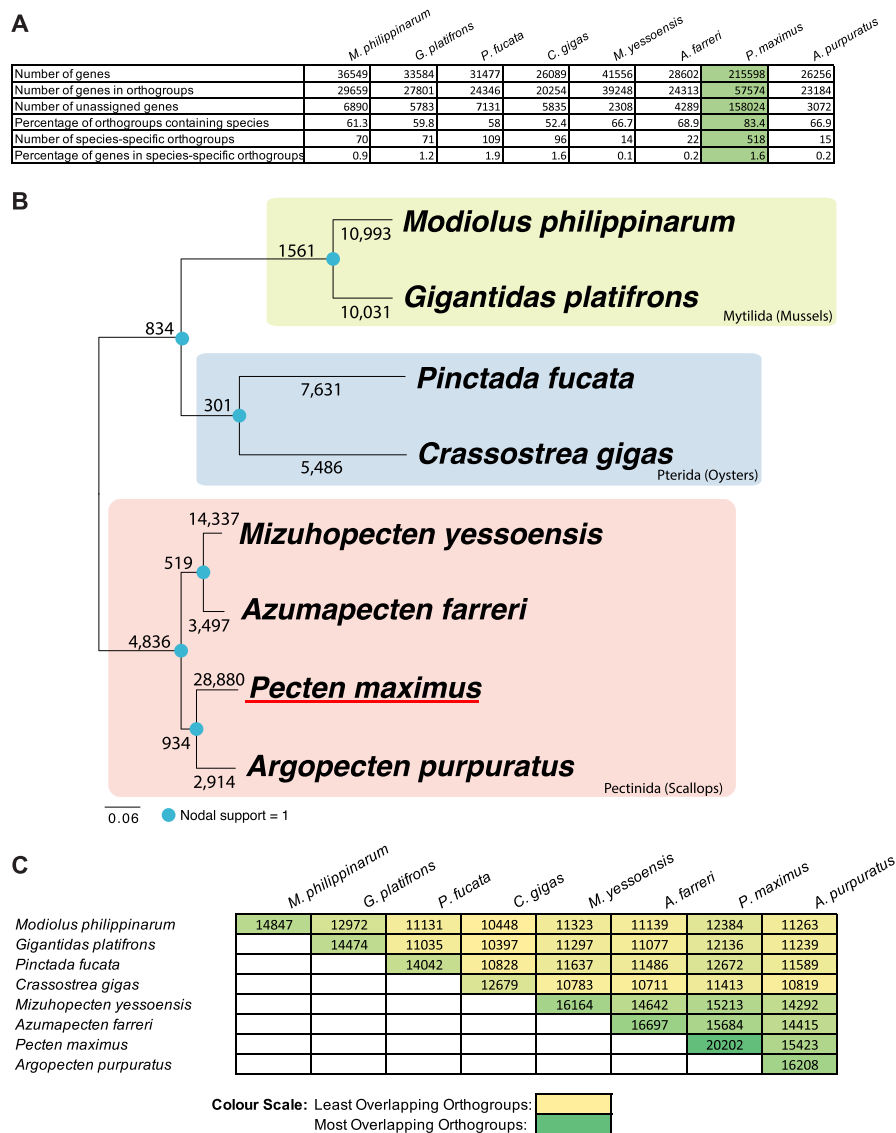 A
M. philippinarum G. platifrons P. fucata C. gigas M. yessoensis A. farreri P. maximus A. purpuratus
Number of genes 36549 33584 31477 26089 41556 28602 215598 26256
Number of genes in orthogroups 29659 27801 24346 20254 39248 24313 57574 23184
Number of unassigned genes 6890 5783 7131 5835 2308 4289 158024 3072
Percentage of orthogroups containing species 61.3 59.8 58 52.4 66.7 68.9 83.4 66.9
Number of species-specific orthogroups 70 71 109 96 14 22 518 15
Percentage of genes in species-specific orthogroups 0.9 1.2 1.9 1.6 0.1 0.2 1.6 0.2
B
Modiolus philippinarum
10,993
1561
Gigantidas platifrons
10,031
Mytilida (Mussels)
834
Pinctada fucata
7,631
301
Crassostrea gigas
5,486
Pterida (Oysters)
14,337
Mizuhopecten yessoensis
519
Azumapecten farreri
3,497
4,836
28,880
Pecten maximus
934
Argopecten purpuratus
2,914
Pectinida (Scallops)
0.06
Nodal support = 1
C
M. philippinarum G. platifrons P. fucata C. gigas M. yessoensis A. farreri P. maximus A. purpuratus
Modiolus philippinarum 14847 12972 11131 10448 11323 11139 12384 11263
Gigantidas platifrons 14474 11035 10397 11297 11077 12136 11239
Pinctada fucata 14042 10828 11637 11486 12672 11589
Crassostrea gigas 12679 10783 10711 11413 10819
Mizuhopecten yessoensis 16164 14642 15213 14292
Azumapecten farreri 16697 15684 14415
Pecten maximus 20202 15423
Argopecten purpuratus 16208
Colour Scale: Least Overlapping Orthogroups:
Most Overlapping Orthogroups: